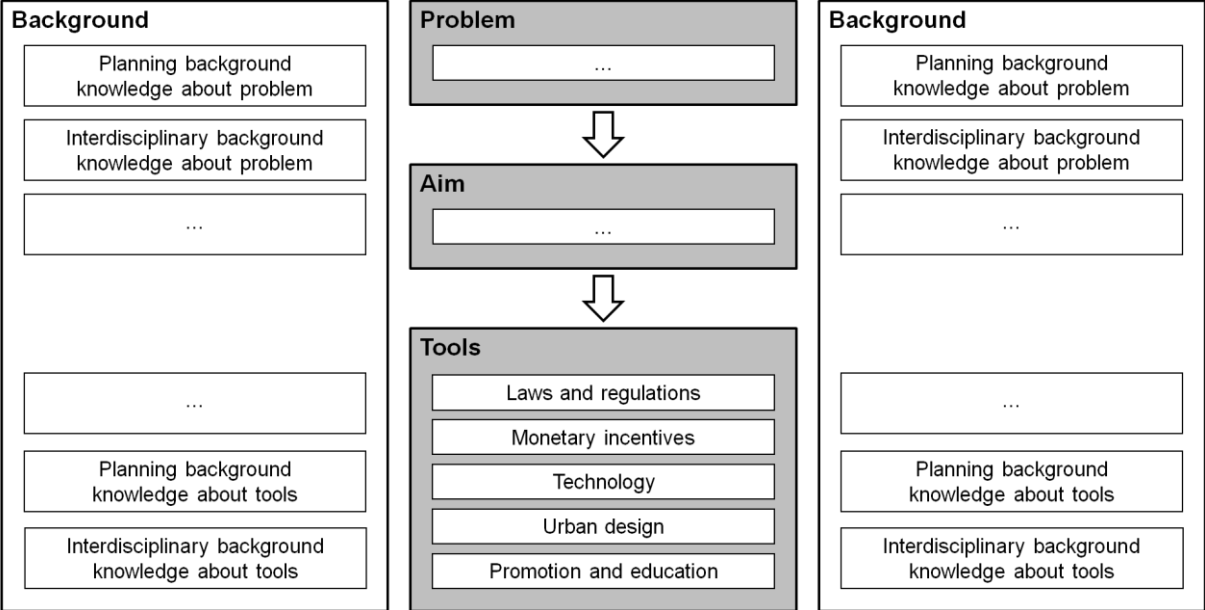 Background
Planning background
knowledge about problem
Interdisciplinary background
knowledge about problem
...
...
Planning background
knowledge about tools
Interdisciplinary background
knowledge about tools
Problem
...
Aim
...
Tools
Laws and regulations
Monetary incentives
Technology
Urban design
Promotion and education
Background
Planning background
knowledge about problem
Interdisciplinary background
knowledge about problem
...
...
Planning background
knowledge about tools
Interdisciplinary background
knowledge about tools